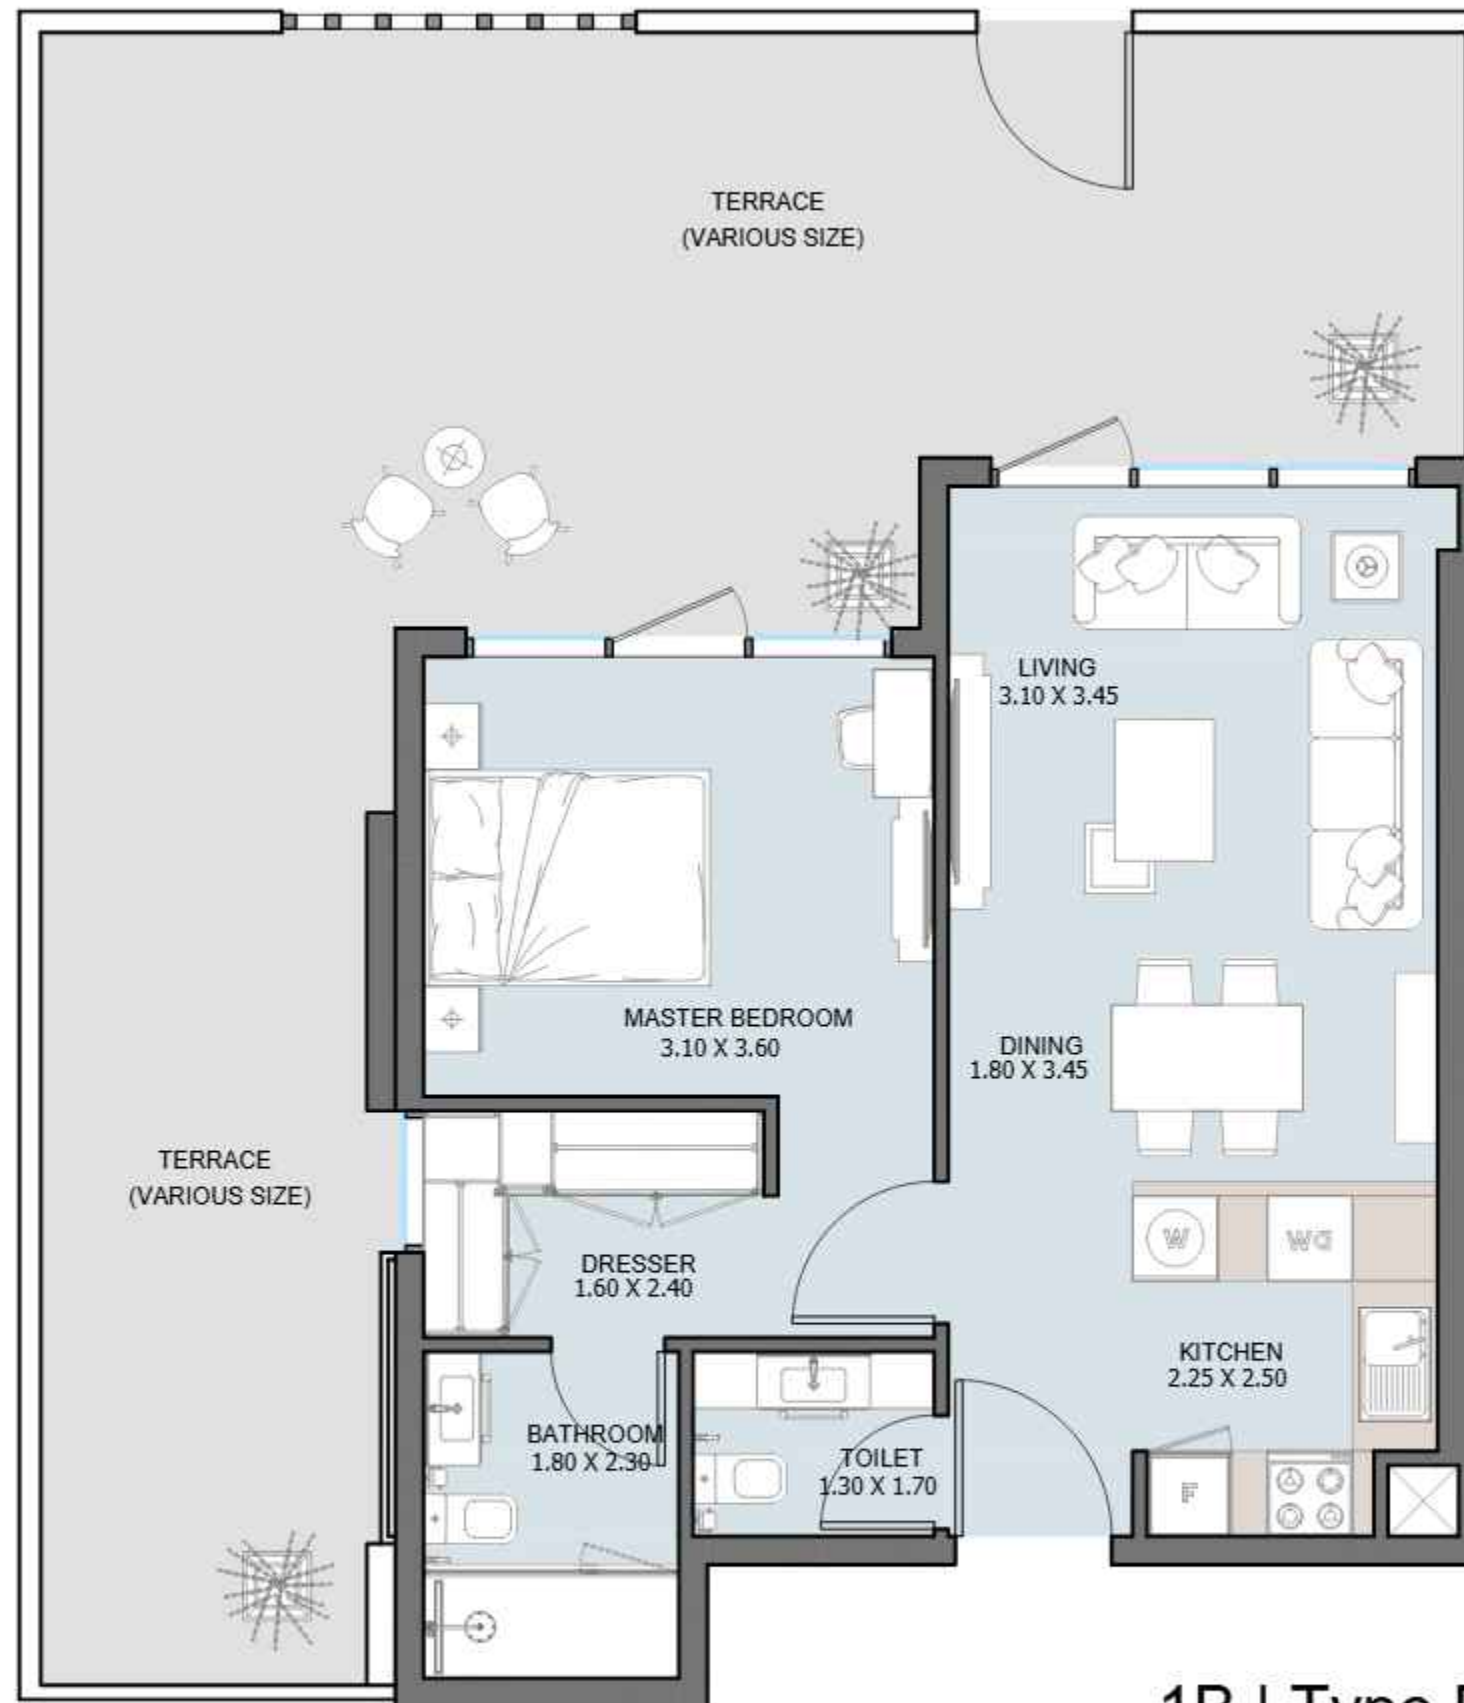 TERRACE
(VARIOUS SIZE)
LIVING
3.10 X 3.45
MASTER BEDROOM
3.10 X 3.60
DINING
1.80 X 3.45
TERRACE
(VARIOUS SIZE)
DRESSER
1.60 X 2.40
W
WD
KITCHEN
2.25 X 2.50
BATHROOM
1.80 X 2.30
TOILET
1.30 X 1.70
F
1B | Type